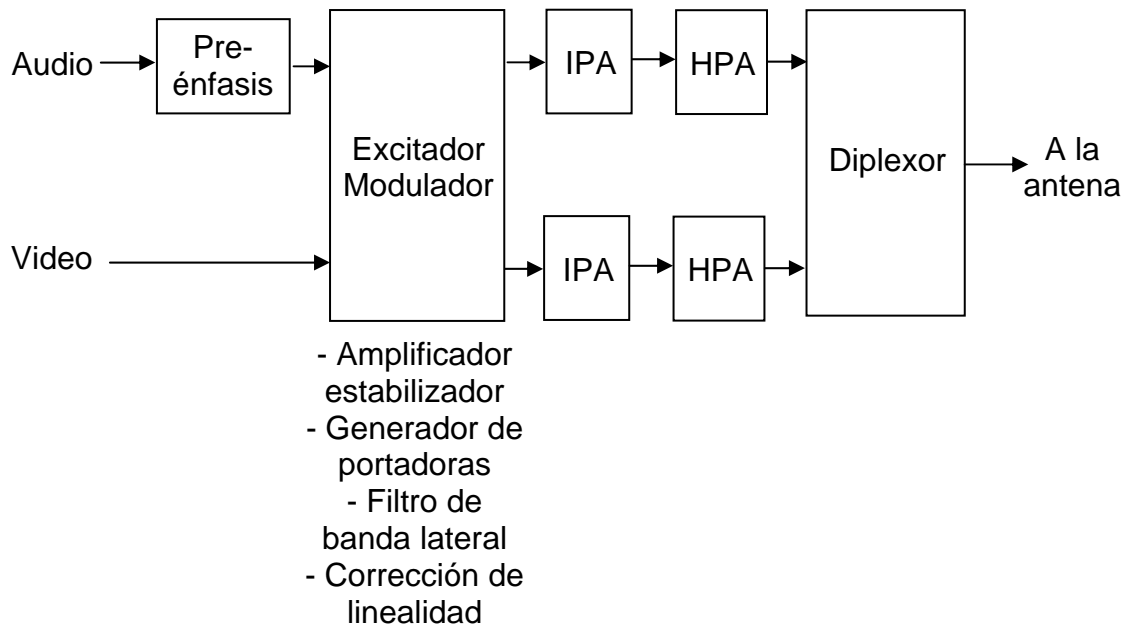 Audio
Pre-
énfasis
Excitador
Modulador
IPA
HPA
Diplexor
A la
antena
Video
IPA
HPA
- Amplificador
estabilizador
- Generador de
portadoras
- Filtro de
banda lateral
- Corrección de
linealidad